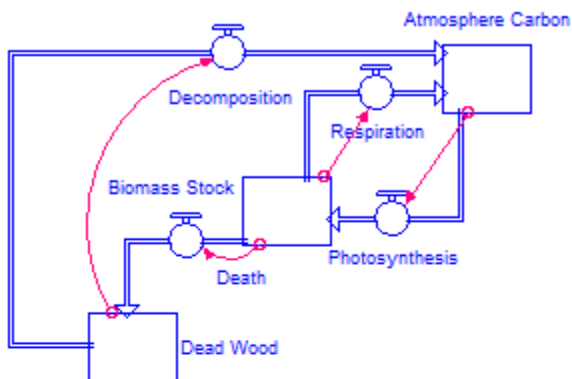 Atmosphere Carbon
Decomposition
Respiration
Biomass Stock
Photosynthesis
Death
Dead Wood